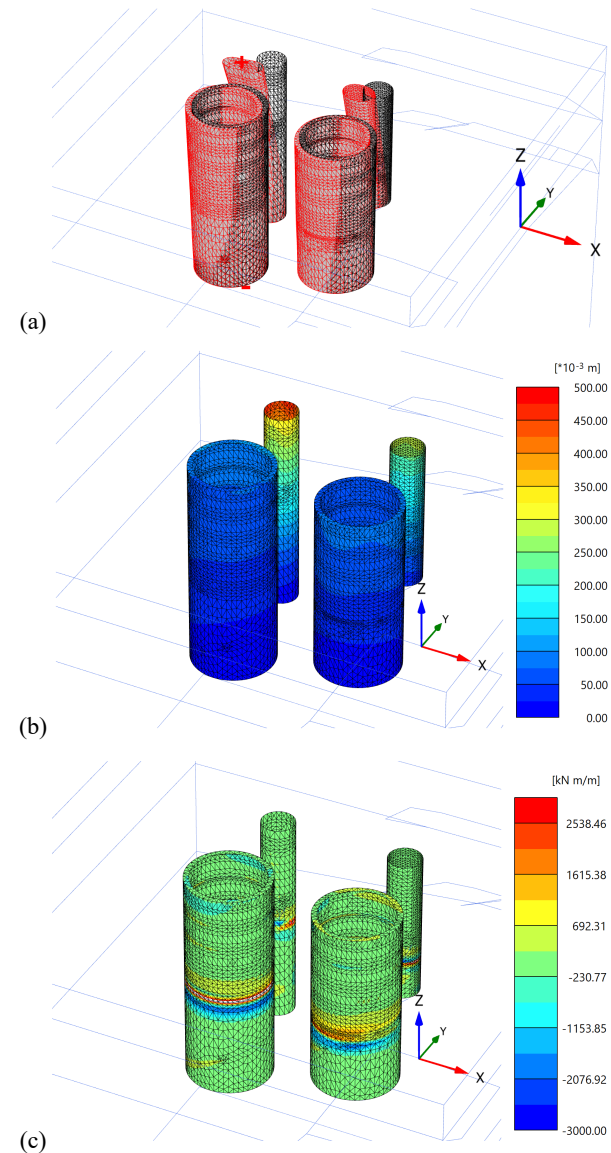 Z
Y
X
(a)
[*10⁻³ m]
500.00
450.00
400.00
350.00
300.00
250.00
200.00
150.00
100.00
50.00
0.00
Z
Y
X
(b)
[kN m/m]
2538.46
1615.38
692.31
-230.77
-1153.85
-2076.92
-3000.00
Z
Y
X
(c)